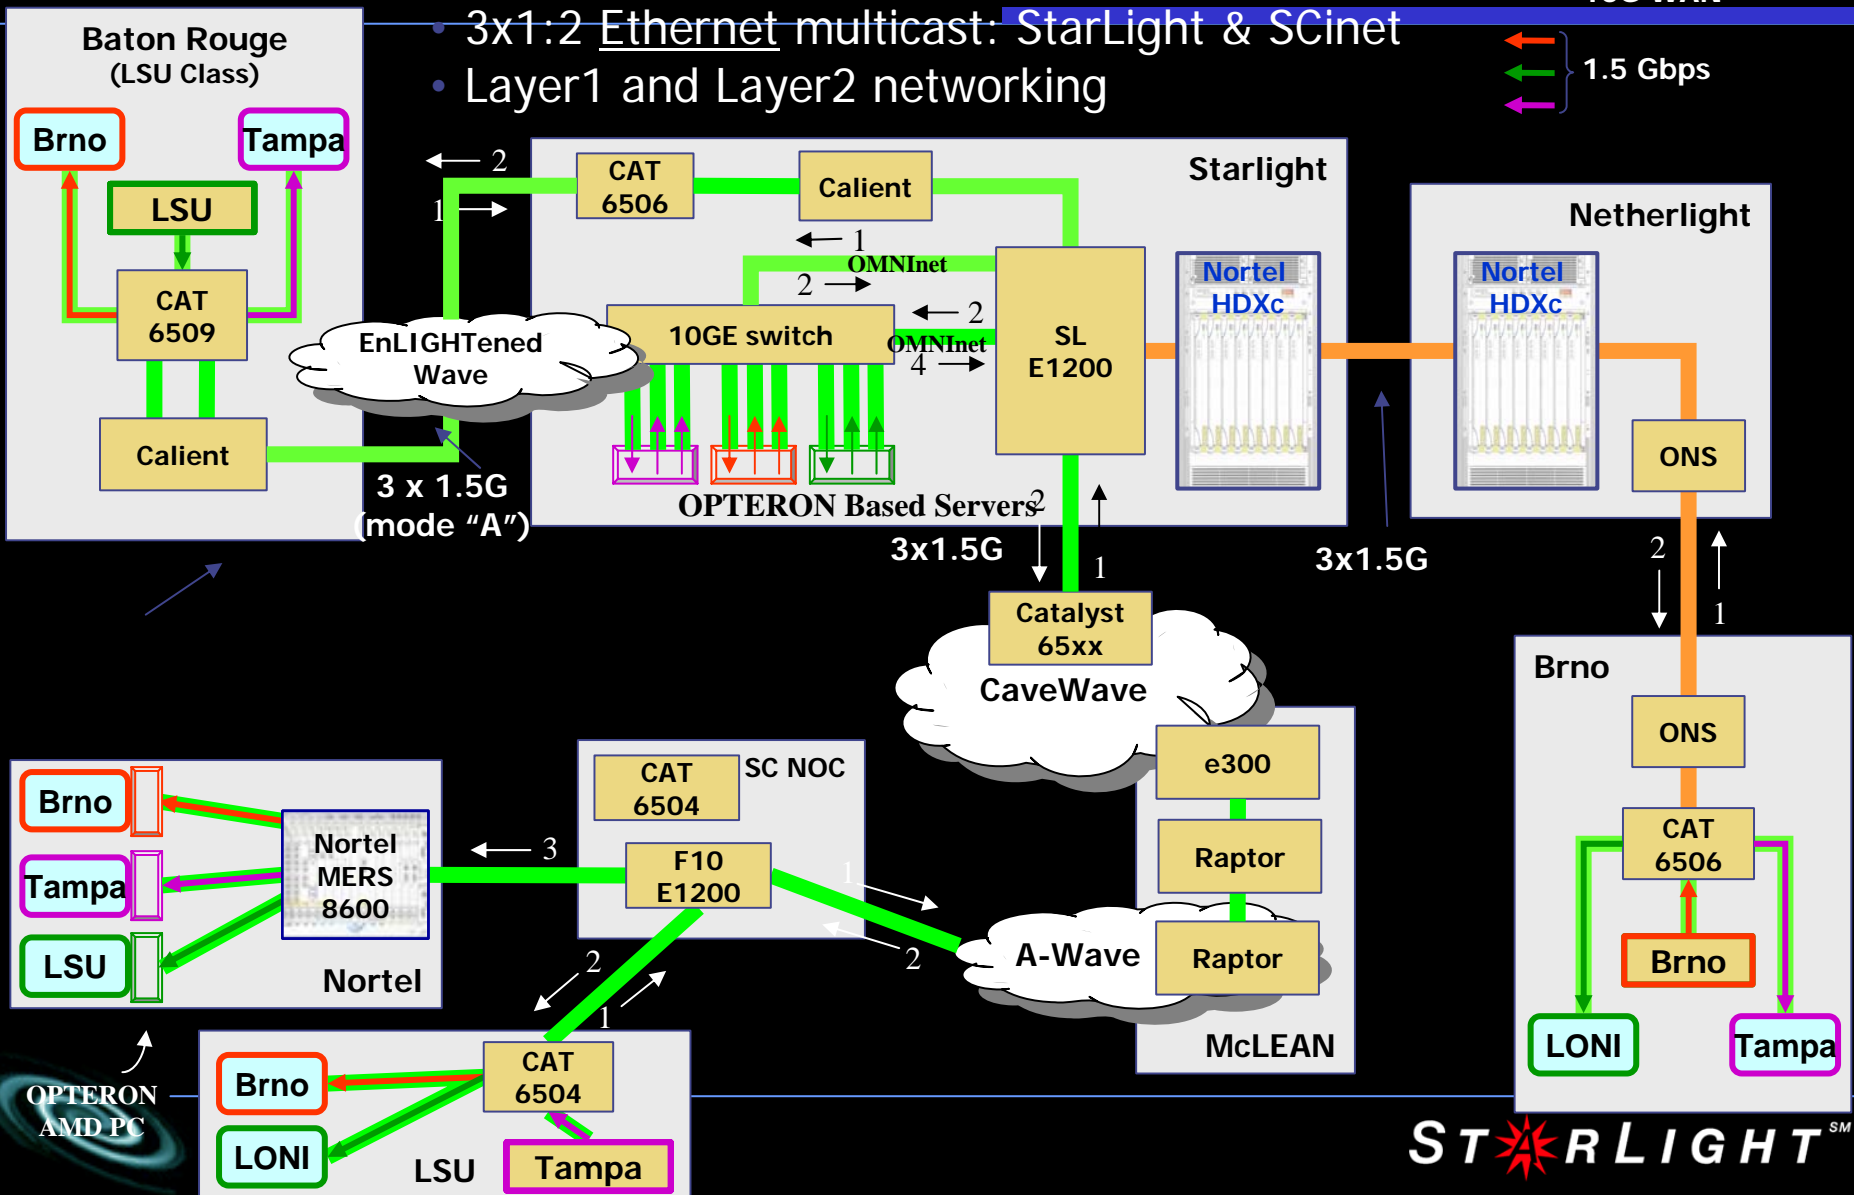 10G WAN
• 3x1:2 Ethernet multicast: StarLight & SCinet
• Layer1 and Layer2 networking
1.5 Gbps
Baton Rouge
(LSU Class)
Brno
Tampa
LSU
CAT
6509
Calient
EnLIGHTened
Wave
3 x 1.5G
(mode “A”)
2
1
Starlight
CAT
6506
Calient
1
OMNInet
2
10GE switch
2
OMNInet
4
SL
E1200
Nortel
HDXc
OPTERON Based Servers
2
3x1.5G
1
Netherlight
Nortel
HDXc
ONS
3x1.5G
2
1
Catalyst
65xx
CaveWave
e300
Raptor
A-Wave
Raptor
McLEAN
Brno
ONS
CAT
6506
Brno
LONI
Tampa
SC NOC
CAT
6504
F10
E1200
3
1
2
2
1
Brno
Tampa
LSU
Nortel
MERS
8600
Nortel
OPTERON
AMD PC
Brno
LONI
CAT
6504
LSU
Tampa
STARLIGHT℠